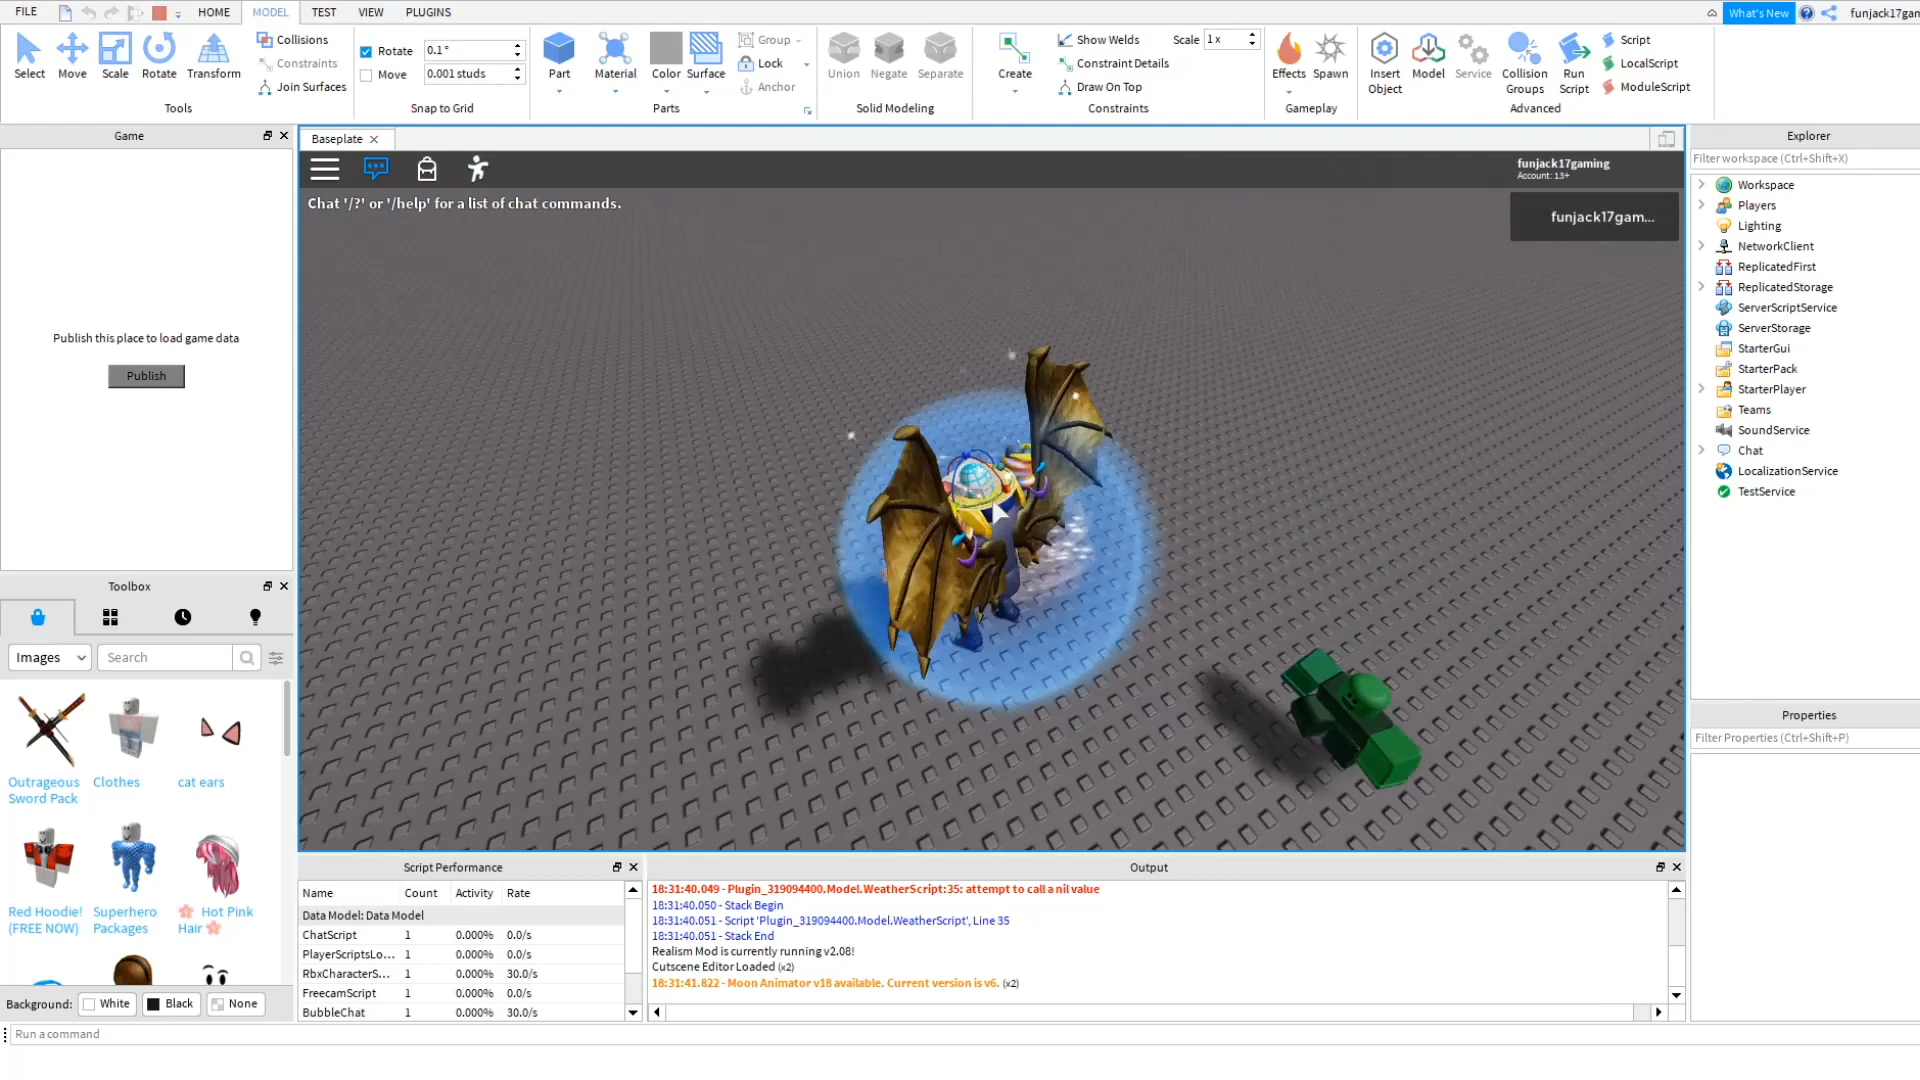 FILE
HOME
MODEL
TEST
VIEW
PLUGINS
What's New
funjack17gam
Select
Move
Scale
Rotate
Transform
Tools
Collisions
Constraints
Join Surfaces
Rotate
0.1 °
Move
0.001 studs
Snap to Grid
Part
Material
Color
Surface
Group
Lock
Anchor
Parts
Union
Negate
Separate
Solid Modeling
Create
Show Welds
Constraint Details
Draw On Top
Scale
1 x
Constraints
Effects
Spawn
Gameplay
Insert
Object
Model
Service
Collision
Groups
Run
Script
Script
LocalScript
ModuleScript
Advanced
Game
Publish this place to load game data
Publish
Toolbox
Images
Search
Outrageous
Sword Pack
Clothes
cat ears
Red Hoodie!
(FREE NOW)
Superhero
Packages
🌸 Hot Pink
Hair 🌸
Background:
White
Black
None
Run a command
Baseplate
Chat '/?' or '/help' for a list of chat commands.
funjack17gaming
Account: 13+
funjack17gam...
Script Performance
Name
Count
Activity
Rate
Data Model: Data Model
ChatScript 1 0.000% 0.0/s
PlayerScriptsLo... 1 0.000% 0.0/s
RbxCharacterS... 1 0.000% 30.0/s
FreecamScript 1 0.000% 0.0/s
BubbleChat 1 0.000% 30.0/s
Output
18:31:40.049 - Plugin_319094400.Model.WeatherScript:35: attempt to call a nil value
18:31:40.050 - Stack Begin
18:31:40.051 - Script 'Plugin_319094400.Model.WeatherScript', Line 35
18:31:40.051 - Stack End
Realism Mod is currently running v2.08!
Cutscene Editor Loaded (x2)
18:31:41.822 - Moon Animator v18 available. Current version is v6. (x2)
Explorer
Filter workspace (Ctrl+Shift+X)
Workspace
Players
Lighting
NetworkClient
ReplicatedFirst
ReplicatedStorage
ServerScriptService
ServerStorage
StarterGui
StarterPack
StarterPlayer
Teams
SoundService
Chat
LocalizationService
TestService
Properties
Filter Properties (Ctrl+Shift+P)